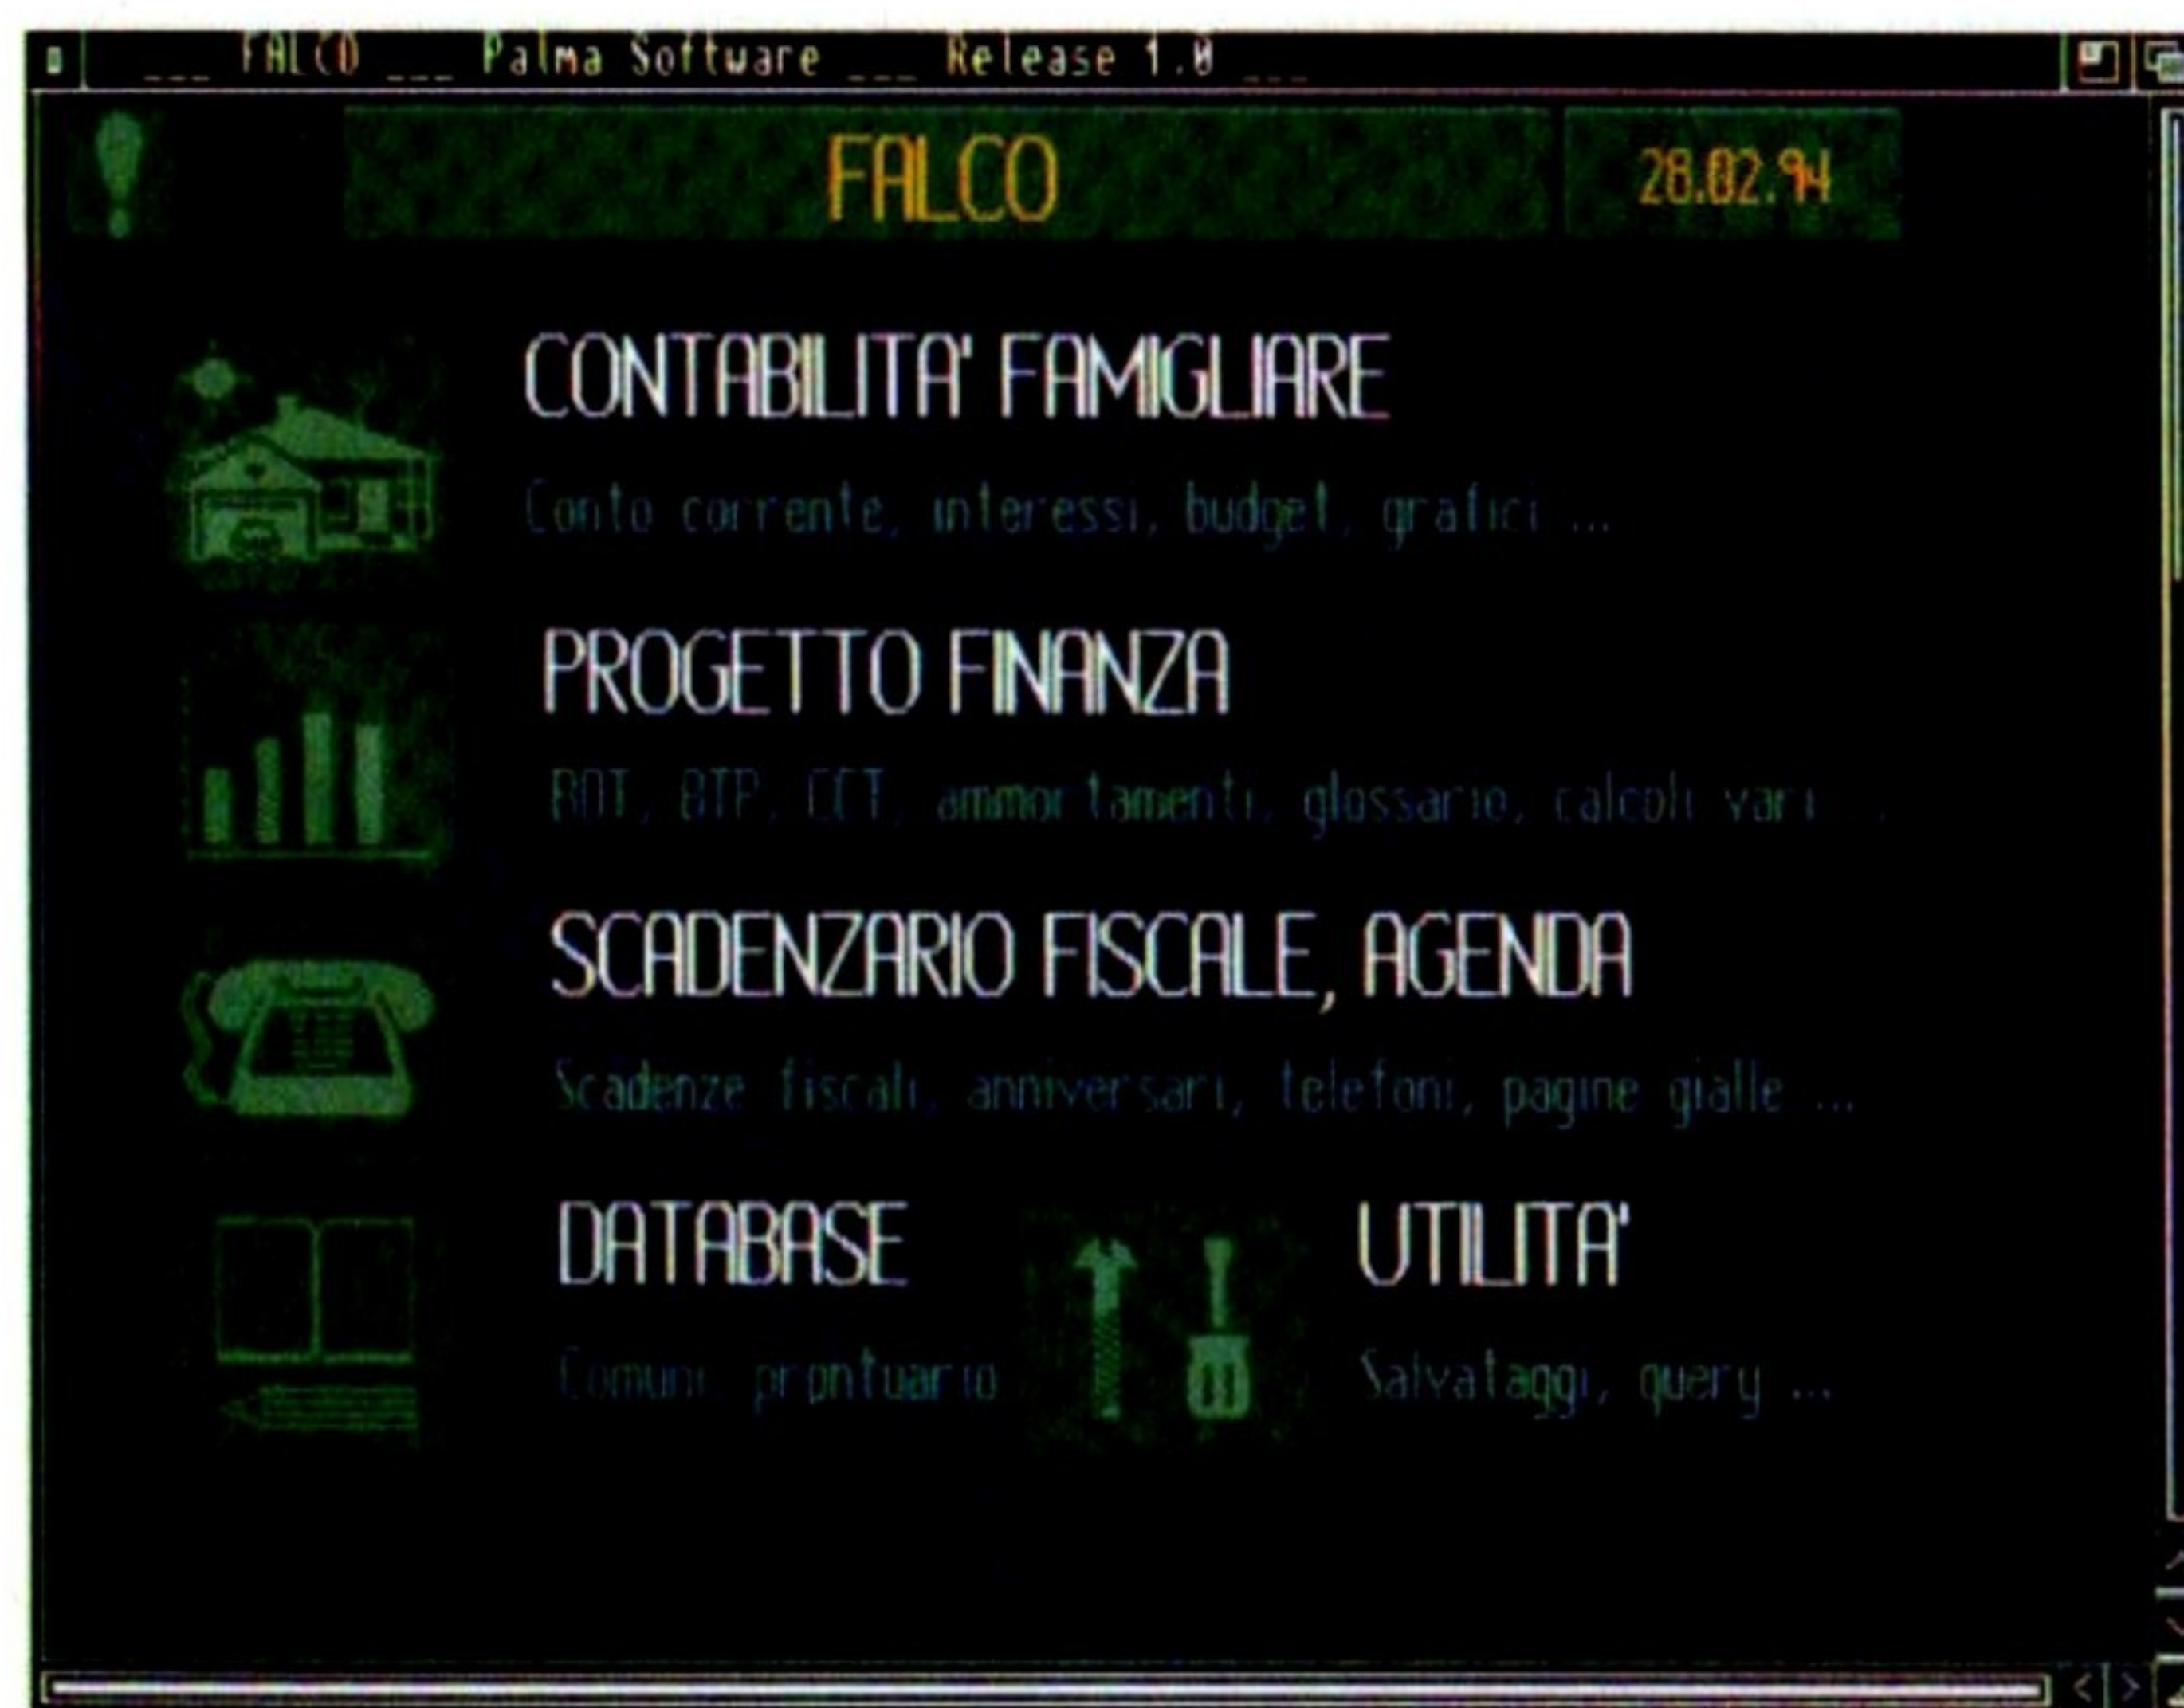 ___ FALCO ___ Palma Software ___ Release 1.0 ___
FALCO 28.02.94
CONTABILITA' FAMIGLIARE
Conto corrente, interessi, budget, grafici ...
PROGETTO FINANZA
BOT, BTP, CCT, ammortamenti, glossario, calcoli vari ...
SCADENZARIO FISCALE, AGENDA
Scadenze fiscali, anniversari, telefoni, pagine gialle ...
DATABASE UTILITA'
Comuni, prontuario Salvataggi, query ...